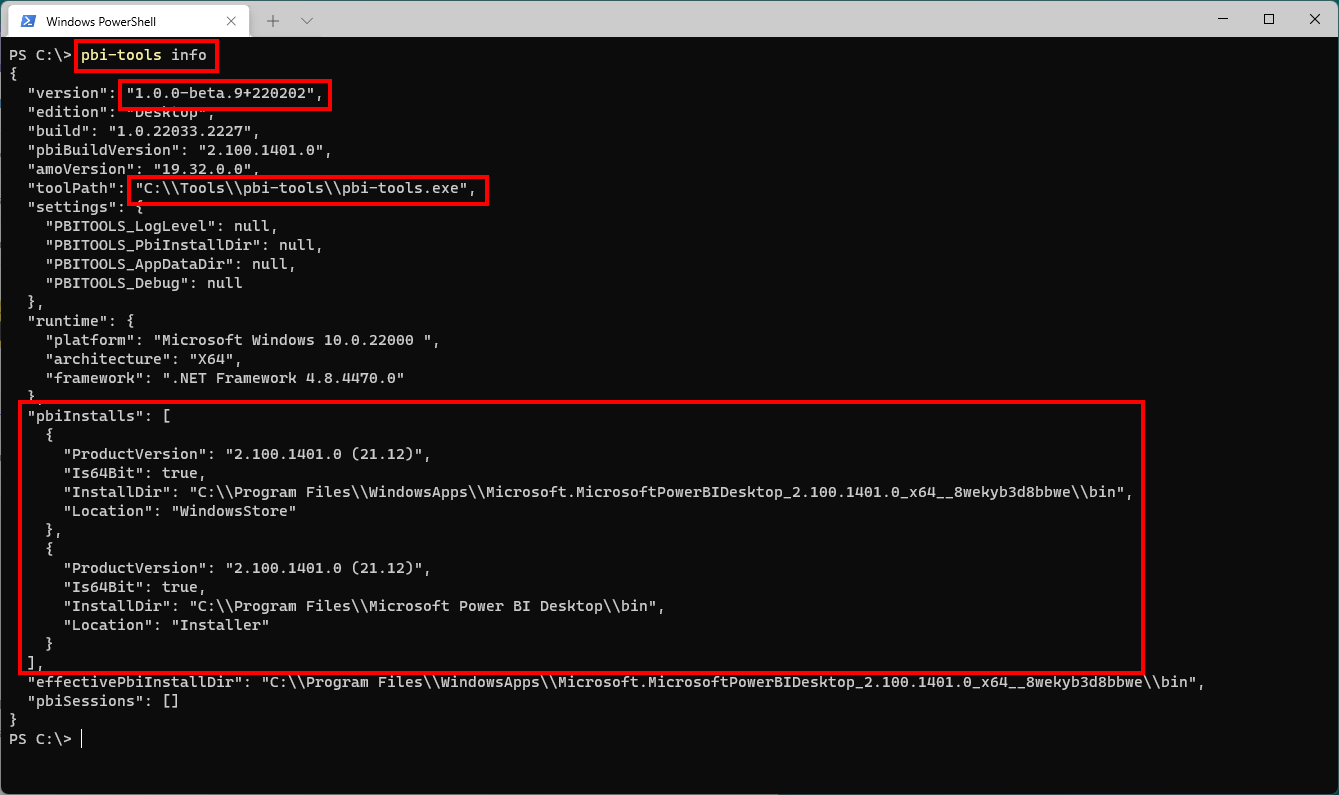 Windows PowerShell
PS C:\> pbi-tools info
{
  "version": "1.0.0-beta.9+220202",
  "edition": "Desktop",
  "build": "1.0.22033.2227",
  "pbiBuildVersion": "2.100.1401.0",
  "amoVersion": "19.32.0.0",
  "toolPath": "C:\\Tools\\pbi-tools\\pbi-tools.exe",
  "settings": {
    "PBITOOLS_LogLevel": null,
    "PBITOOLS_PbiInstallDir": null,
    "PBITOOLS_AppDataDir": null,
    "PBITOOLS_Debug": null
  },
  "runtime": {
    "platform": "Microsoft Windows 10.0.22000 ",
    "architecture": "X64",
    "framework": ".NET Framework 4.8.4470.0"
  },
  "pbiInstalls": [
    {
      "ProductVersion": "2.100.1401.0 (21.12)",
      "Is64Bit": true,
      "InstallDir": "C:\\Program Files\\WindowsApps\\Microsoft.MicrosoftPowerBIDesktop_2.100.1401.0_x64__8wekyb3d8bbwe\\bin",
      "Location": "WindowsStore"
    },
    {
      "ProductVersion": "2.100.1401.0 (21.12)",
      "Is64Bit": true,
      "InstallDir": "C:\\Program Files\\Microsoft Power BI Desktop\\bin",
      "Location": "Installer"
    }
  ],
  "effectivePbiInstallDir": "C:\\Program Files\\WindowsApps\\Microsoft.MicrosoftPowerBIDesktop_2.100.1401.0_x64__8wekyb3d8bbwe\\bin",
  "pbiSessions": []
}
PS C:\>